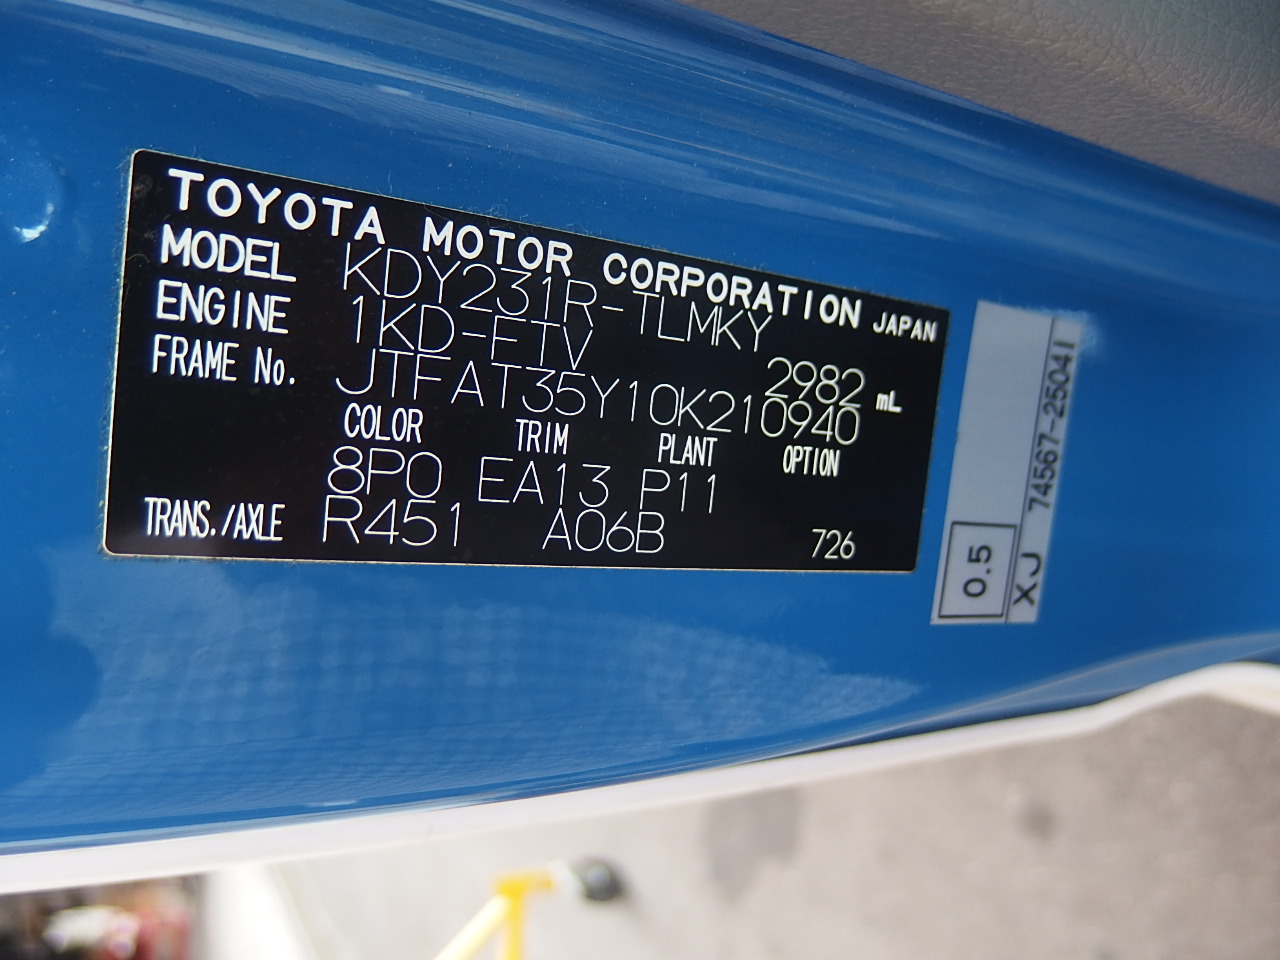 TOYOTA MOTOR CORPORATION JAPAN
MODEL KDY231R-TLMKY
ENGINE 1KD-FTV 2982 mL
FRAME No. JTFAT35Y10K210940
COLOR TRIM PLANT OPTION
8P0 EA13 P11
TRANS./AXLE R451 A06B 726
0.5
XJ 74567-25041